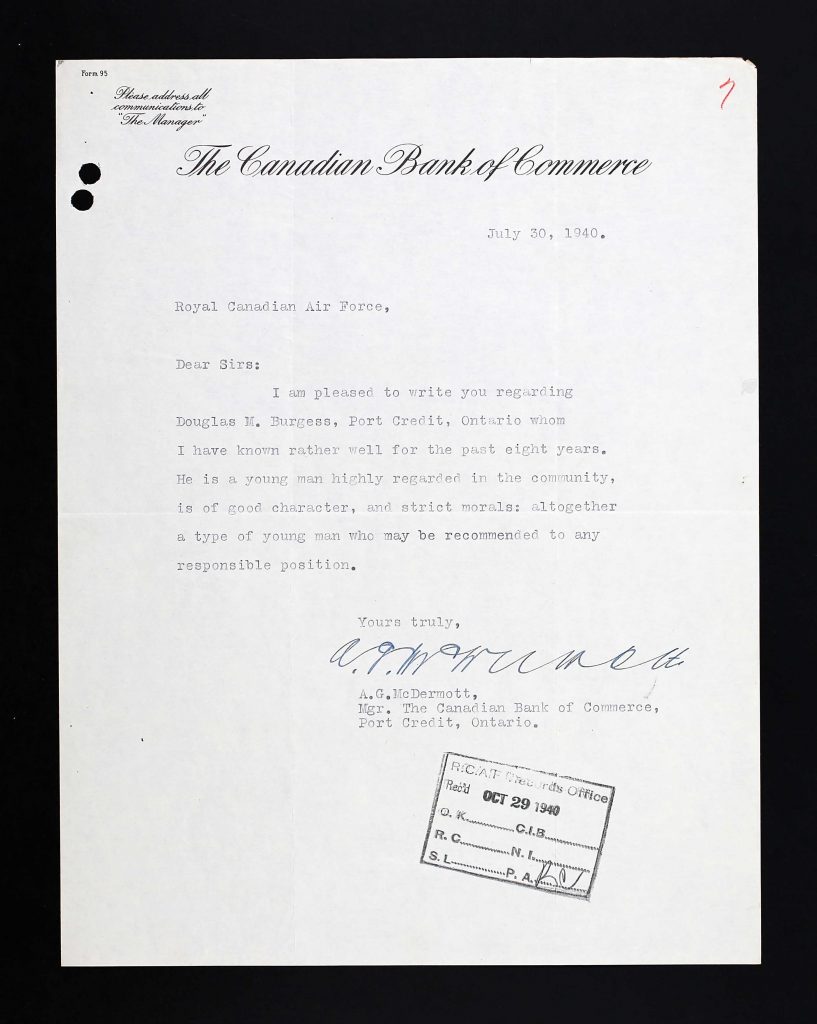 Form 95
Please address all
communications to
"The Manager"
7
The Canadian Bank of Commerce
July 30, 1940.
Royal Canadian Air Force,
Dear Sirs:
I am pleased to write you regarding
Douglas M. Burgess, Port Credit, Ontario whom
I have known rather well for the past eight years.
He is a young man highly regarded in the community,
is of good character, and strict morals: altogether
a type of young man who may be recommended to any
responsible position.
Yours truly,
A.G.McDermott,
Mgr. The Canadian Bank of Commerce,
Port Credit, Ontario.
R.C.A.F Records Office
Rec'd OCT 29 1940
O. K. C.I.B.
R. C. N. I.
S. L. P. A.